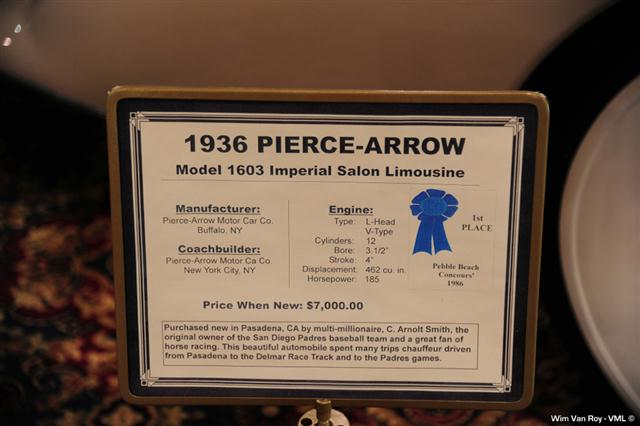 1936 PIERCE-ARROW
Model 1603 Imperial Salon Limousine
Manufacturer:
Pierce-Arrow Motor Car Co.
Buffalo, NY
Coachbuilder:
Pierce-Arrow Motor Ca Co.
New York City, NY
Engine:
Type: L-Head
V-Type
Cylinders: 12
Bore: 3.1/2"
Stroke: 4"
Displacement: 462 cu. in.
Horsepower: 185
1st
PLACE
Pebble Beach
Concours'
1986
Price When New: $7,000.00
Purchased new in Pasadena, CA by multi-millionaire, C. Arnolt Smith, the
original owner of the San Diego Padres baseball team and a great fan of
horse racing. This beautiful automobile spent many trips chauffeur driven
from Pasadena to the Delmar Race Track and to the Padres games.
Wim Van Roy - VML ©